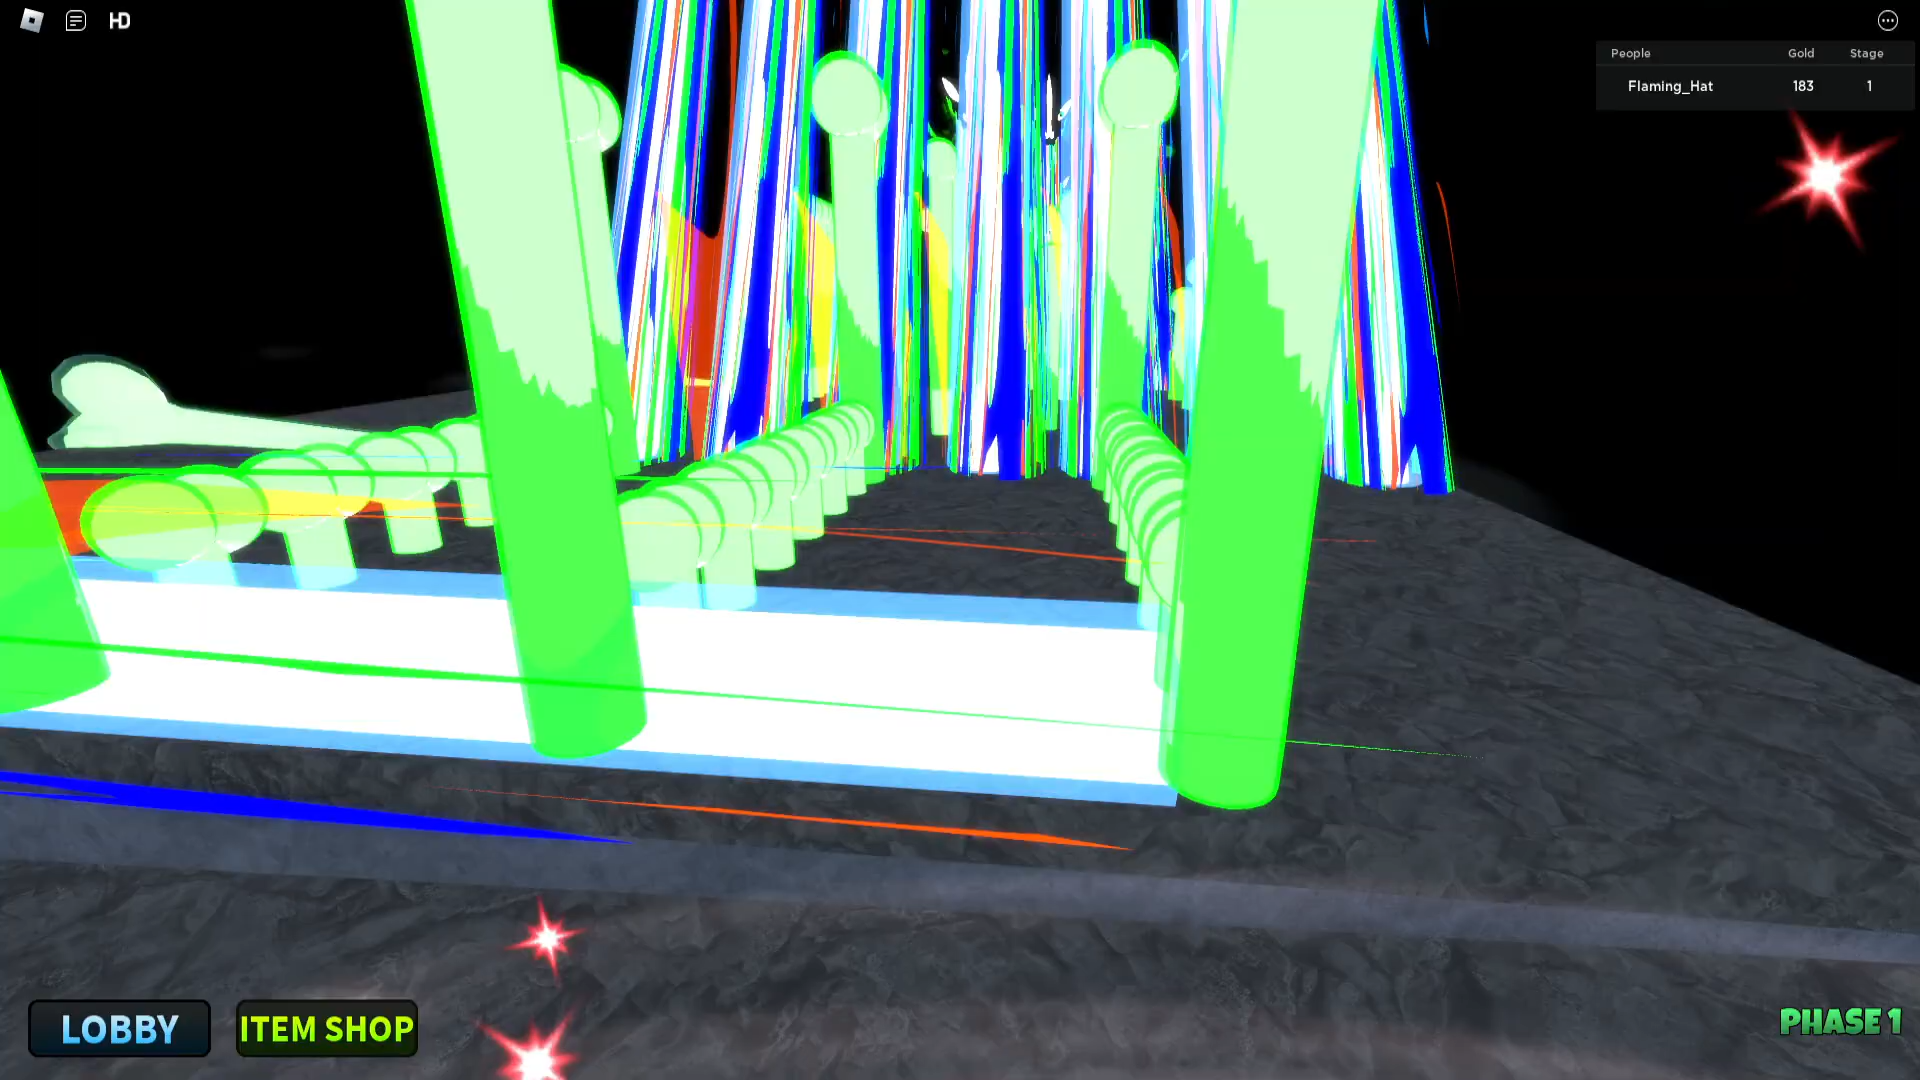 HD
People Gold Stage
Flaming_Hat 183 1
LOBBY
ITEM SHOP
PHASE 1